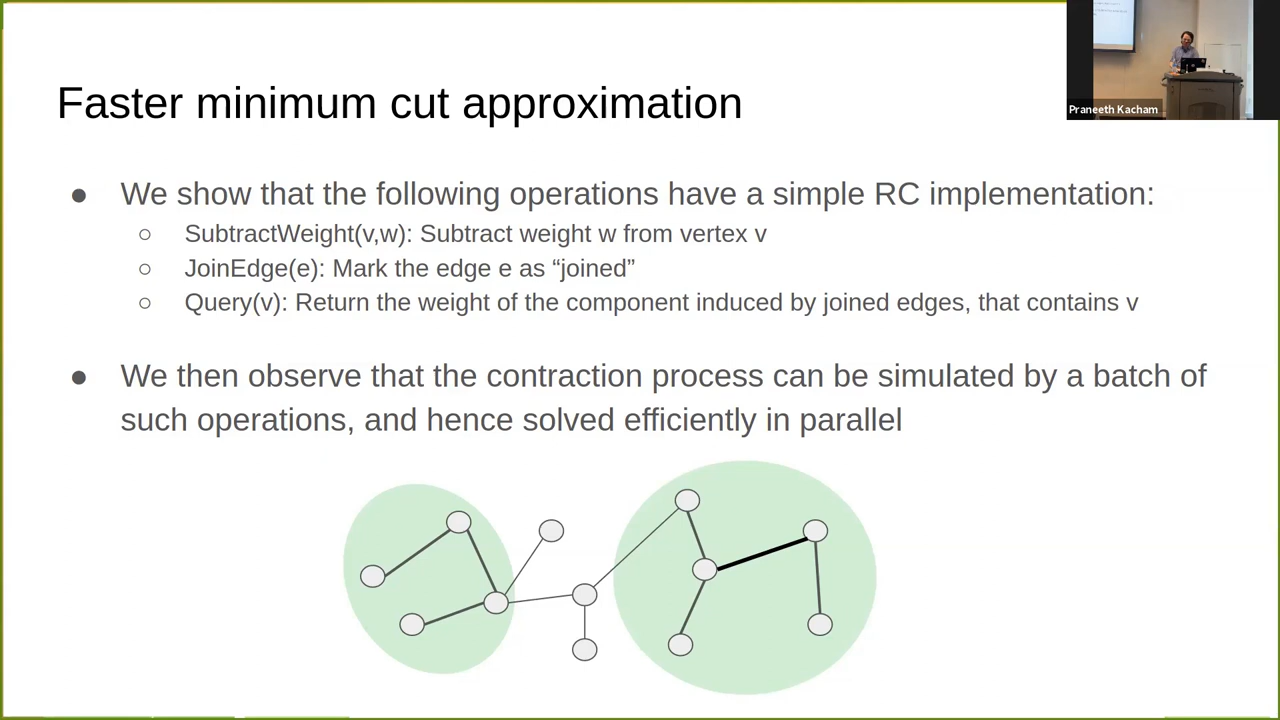 Faster minimum cut approximation
Praneeth Kacham
● We show that the following operations have a simple RC implementation:
○ SubtractWeight(v,w): Subtract weight w from vertex v
○ JoinEdge(e): Mark the edge e as “joined”
○ Query(v): Return the weight of the component induced by joined edges, that contains v
● We then observe that the contraction process can be simulated by a batch of
such operations, and hence solved efficiently in parallel